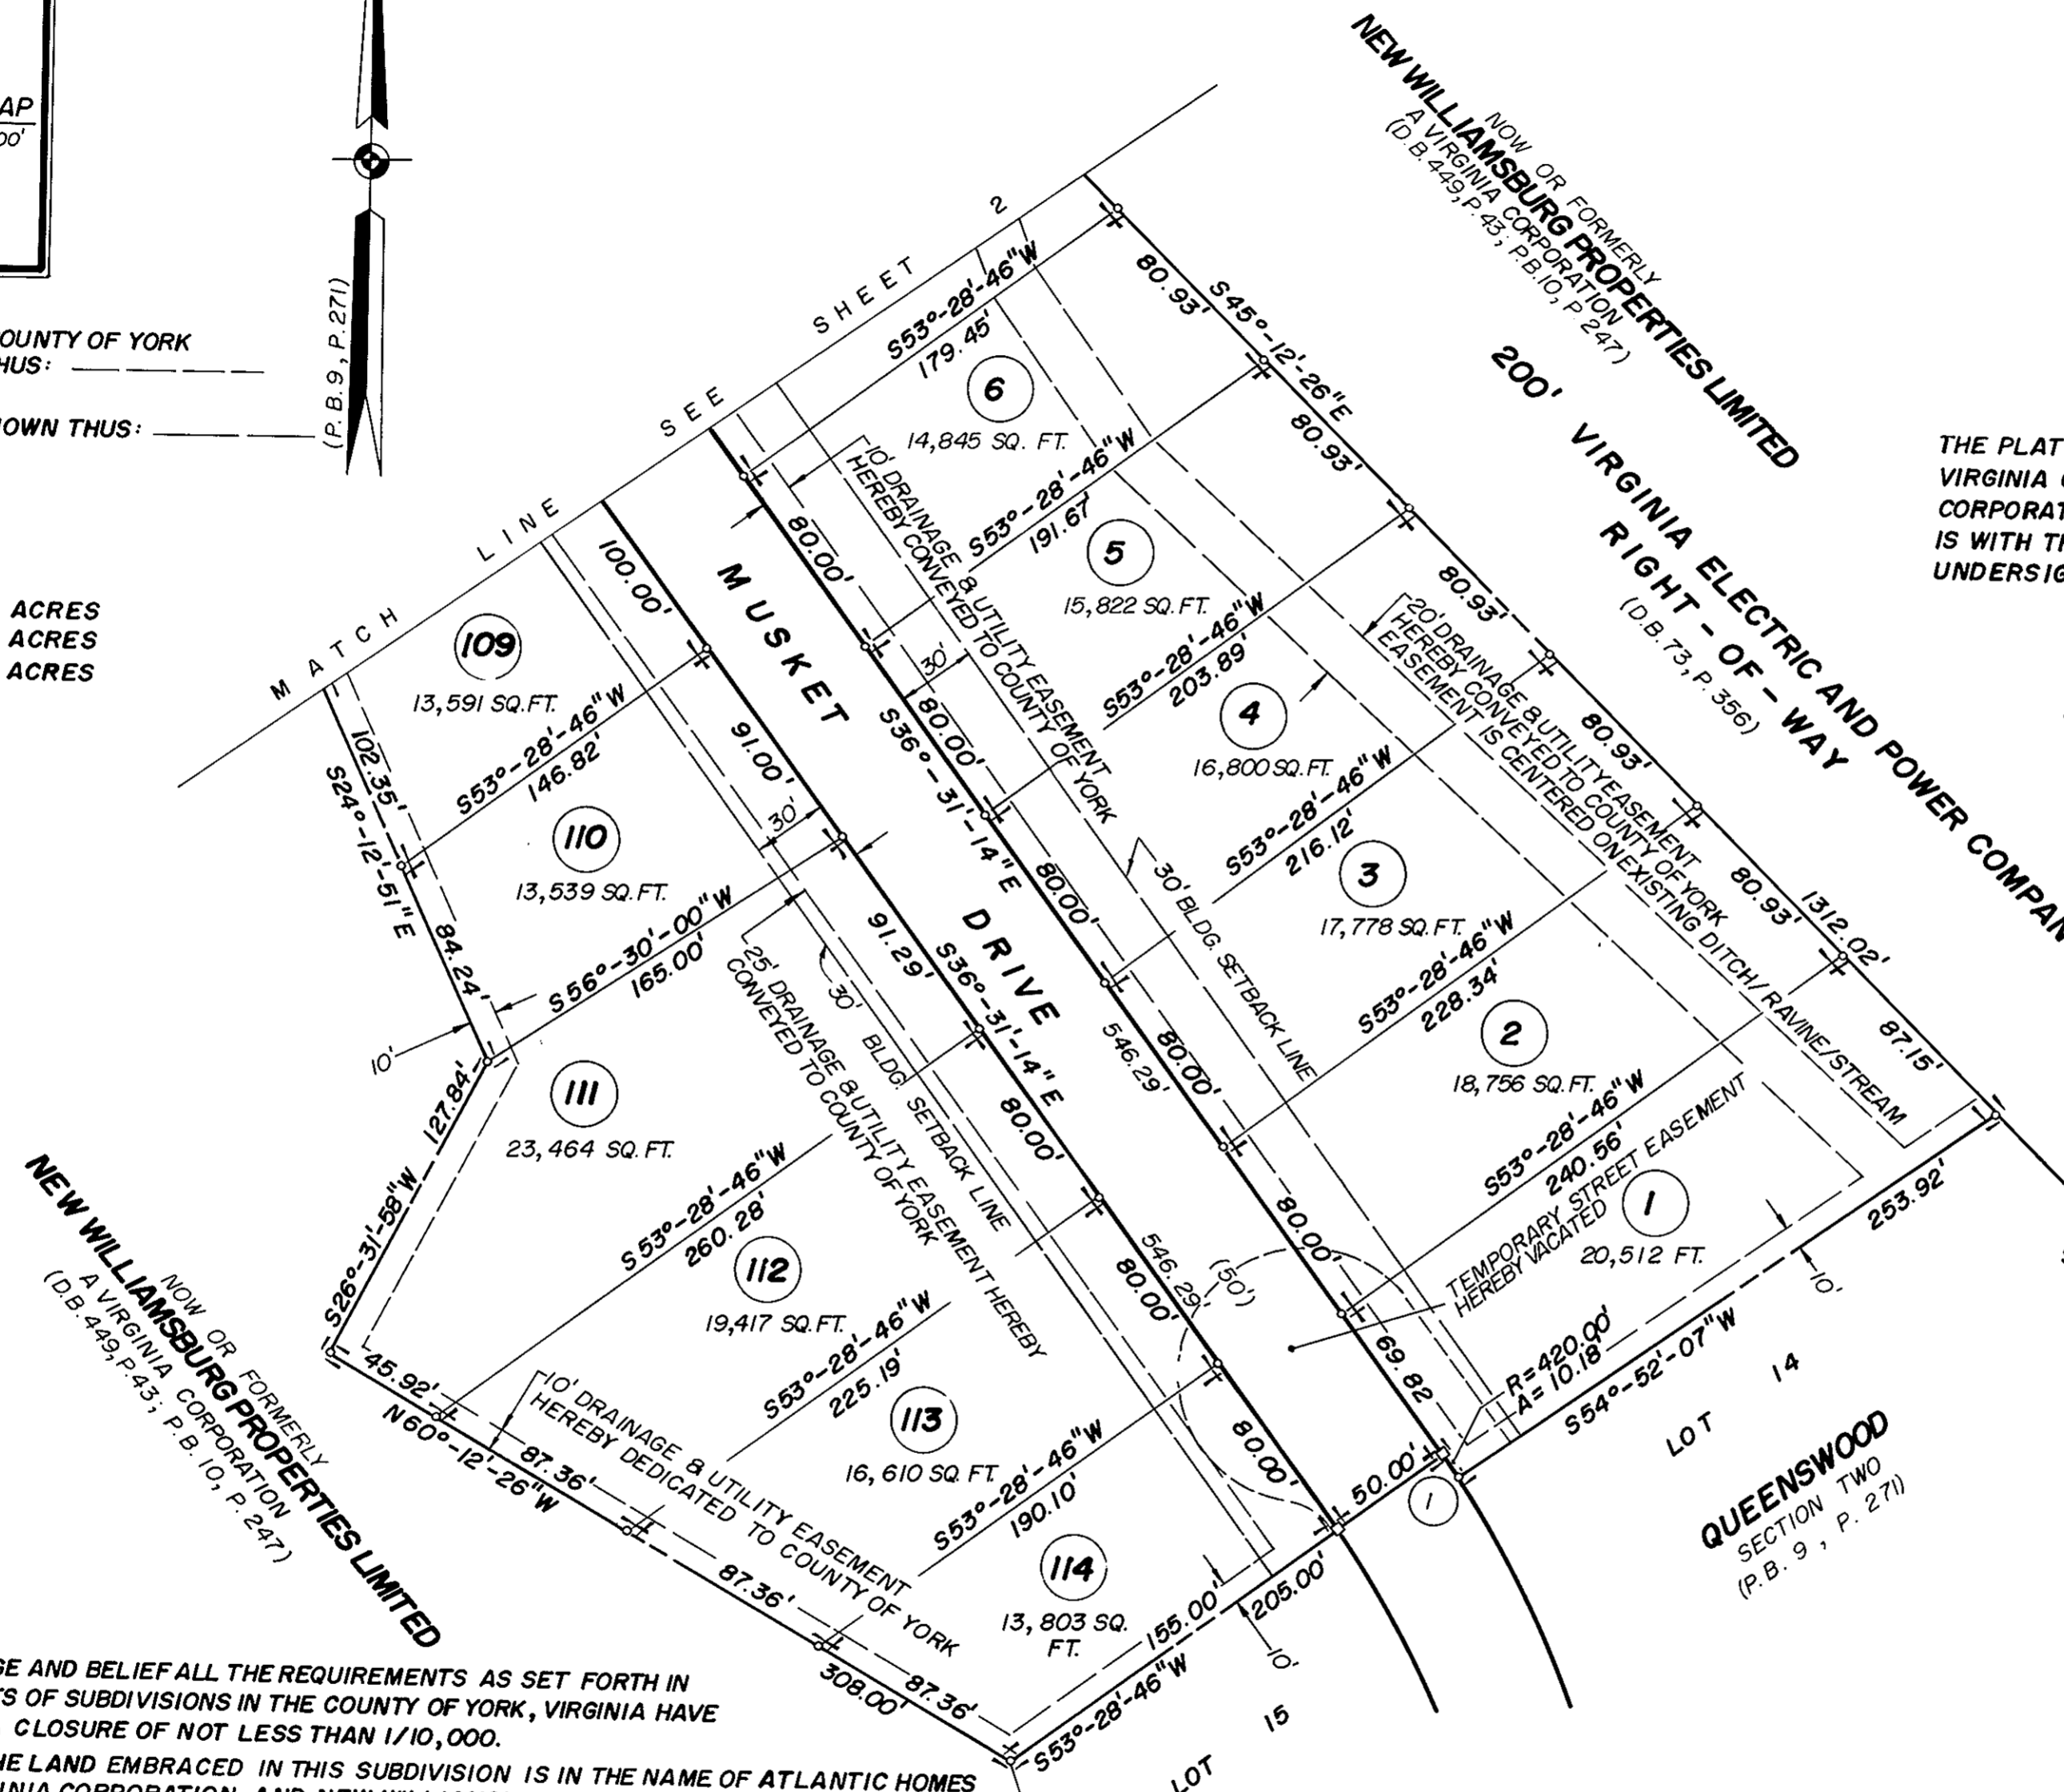 AP
00'
(P.B.9, P.271)
OUNTY OF YORK
HUS:
OWN THUS:
ACRES
ACRES
ACRES
MATCH LINE SEE SHEET 2
NOW OR FORMERLY
NEW WILLIAMSBURG PROPERTIES LIMITED
A VIRGINIA CORPORATION
(D.B.449, P.43; P.B.10, P.247)
200' VIRGINIA ELECTRIC AND POWER COMPAN
RIGHT-OF-WAY
(D.B.73, P.356)
THE PLAT
VIRGINIA
CORPORAT
IS WITH TH
UNDERSIG
S45°-12'-26"E
1312.02'
80.93'
80.93'
80.93'
80.93'
80.93'
87.15'
S53°-28'-46"W
179.45'
6
14,845 SQ. FT.
S53°-28'-46"W
191.67
5
15,822 SQ.FT.
S53°-28'-46"W
203.89'
4
16,800 SQ.FT.
S53°-28'-46"W
216.12'
3
17,778 SQ.FT.
S53°-28'-46"W
228.34'
2
18,756 SQ.FT.
S53°-28'-46"W
240.56'
1
20,512 FT.
TEMPORARY STREET EASEMENT
HEREBY VACATED
253.92'
10'
R=420.00'
A=10.18'
S54°-52'-07"W
10' DRAINAGE & UTILITY EASEMENT
HEREBY CONVEYED TO COUNTY OF YORK
20' DRAINAGE & UTILITY EASEMENT
HEREBY CONVEYED TO COUNTY OF YORK
EASEMENT IS CENTERED ON EXISTING DITCH/RAVINE/STREAM
30' BLDG. SETBACK LINE
30'
80.00'
80.00'
80.00'
80.00'
80.00'
69.82
S36°-31'-14"E
546.29'
MUSKET DRIVE
100.00'
91.00'
91.29'
80.00'
80.00'
80.00'
S36°-31'-14"E
546.29'
(50')
50.00'
1
109
13,591 SQ.FT.
102.35'
S24°-12'-51"E
S53°-28'-46"W
146.82'
110
13,539 SQ.FT.
84.24'
30'
S56°-30'-00"W
165.00'
10'
127.84'
S26°-31'-58"W
111
23,464 SQ.FT.
25' DRAINAGE & UTILITY EASEMENT HEREBY
CONVEYED TO COUNTY OF YORK
30' BLDG. SETBACK LINE
S53°-28'-46"W
260.28'
112
19,417 SQ.FT.
45.92'
N60°-12'-26"W
10' DRAINAGE & UTILITY EASEMENT
HEREBY DEDICATED TO COUNTY OF YORK
87.36'
S53°-28'-46"W
225.19'
113
16,610 SQ.FT.
87.36'
S53°-28'-46"W
190.10'
114
13,803 SQ.
FT.
87.36'
308.00'
155.00'
205.00'
10'
S53°-28'-46"W
LOT 14
LOT 15
QUEENSWOOD
SECTION TWO
(P.B. 9, P. 271)
NOW OR FORMERLY
NEW WILLIAMSBURG PROPERTIES LIMITED
A VIRGINIA CORPORATION
(D.B.449, P.43; P.B.10, P.247)
GE AND BELIEF ALL THE REQUIREMENTS AS SET FORTH IN
TS OF SUBDIVISIONS IN THE COUNTY OF YORK, VIRGINIA HAVE
CLOSURE OF NOT LESS THAN 1/10,000.
HE LAND EMBRACED IN THIS SUBDIVISION IS IN THE NAME OF ATLANTIC HOMES